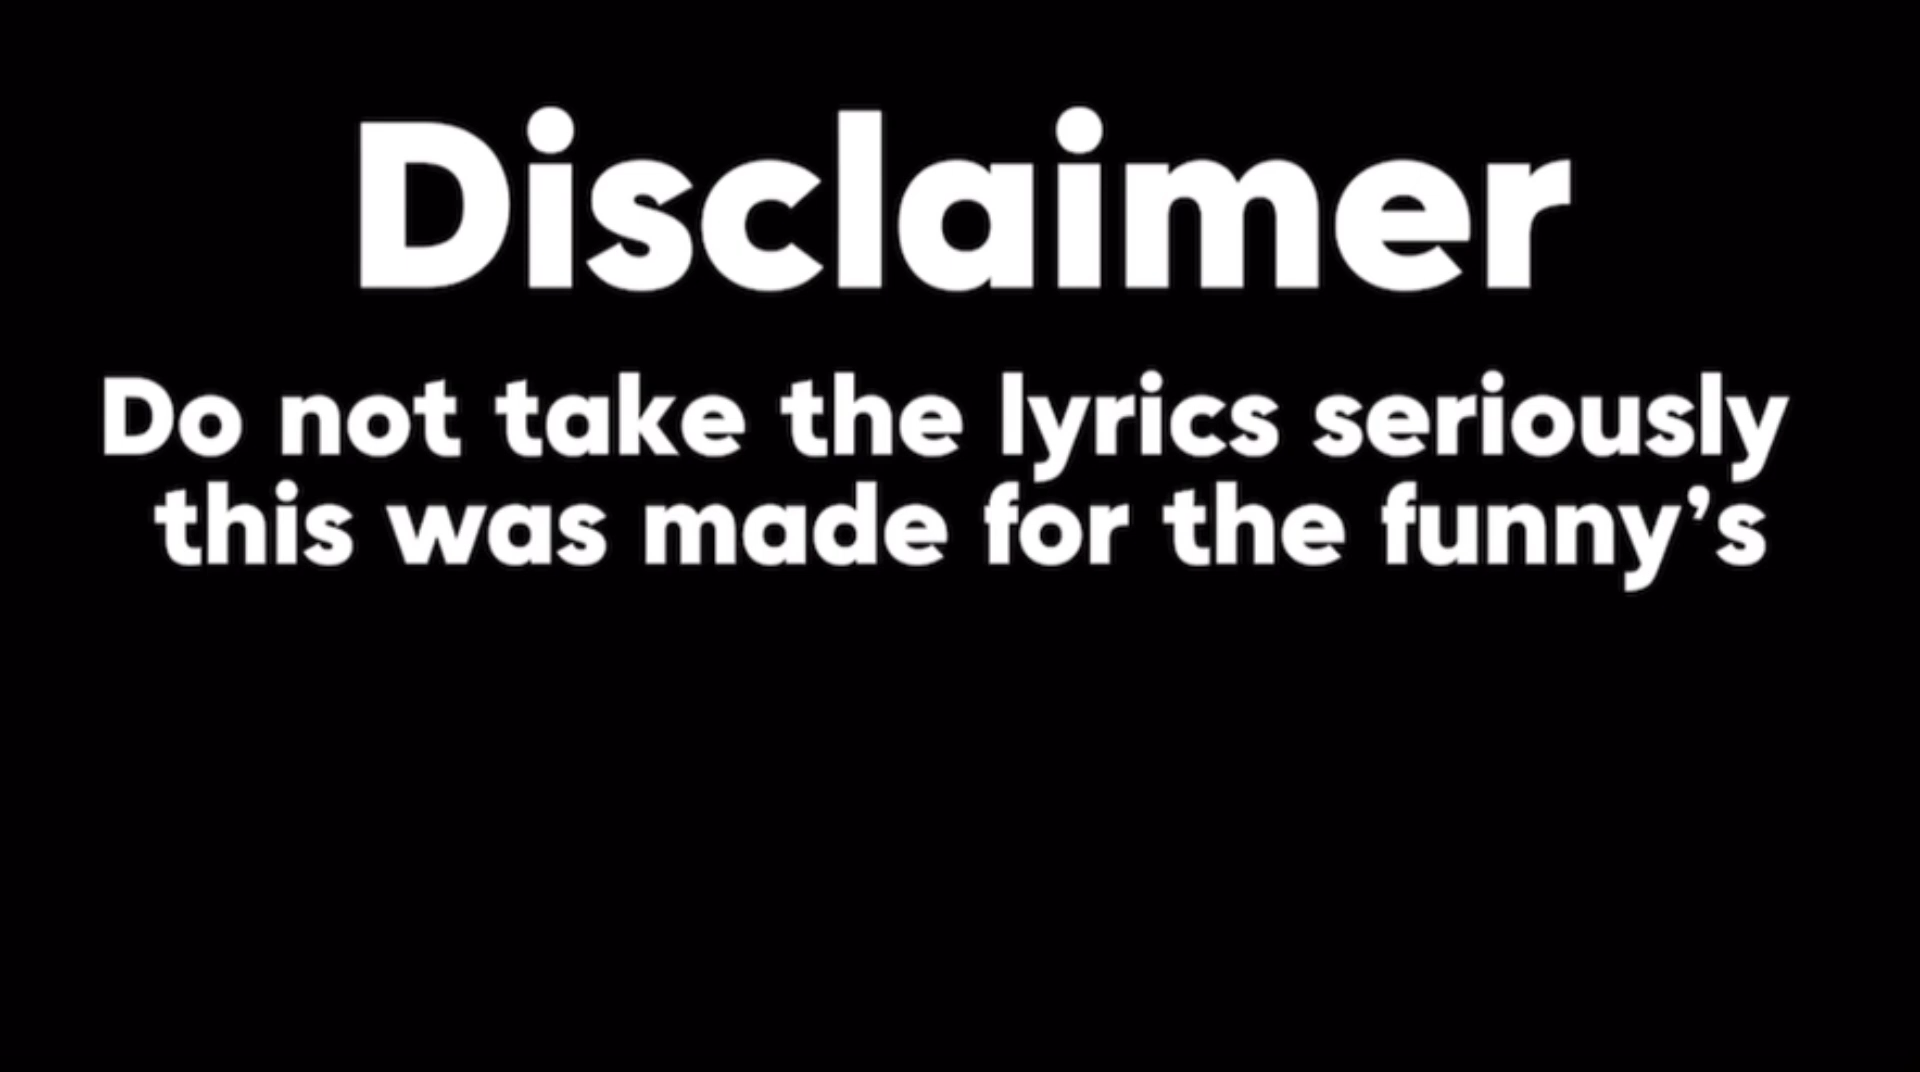 Disclaimer
Do not take the lyrics seriously
this was made for the funny’s